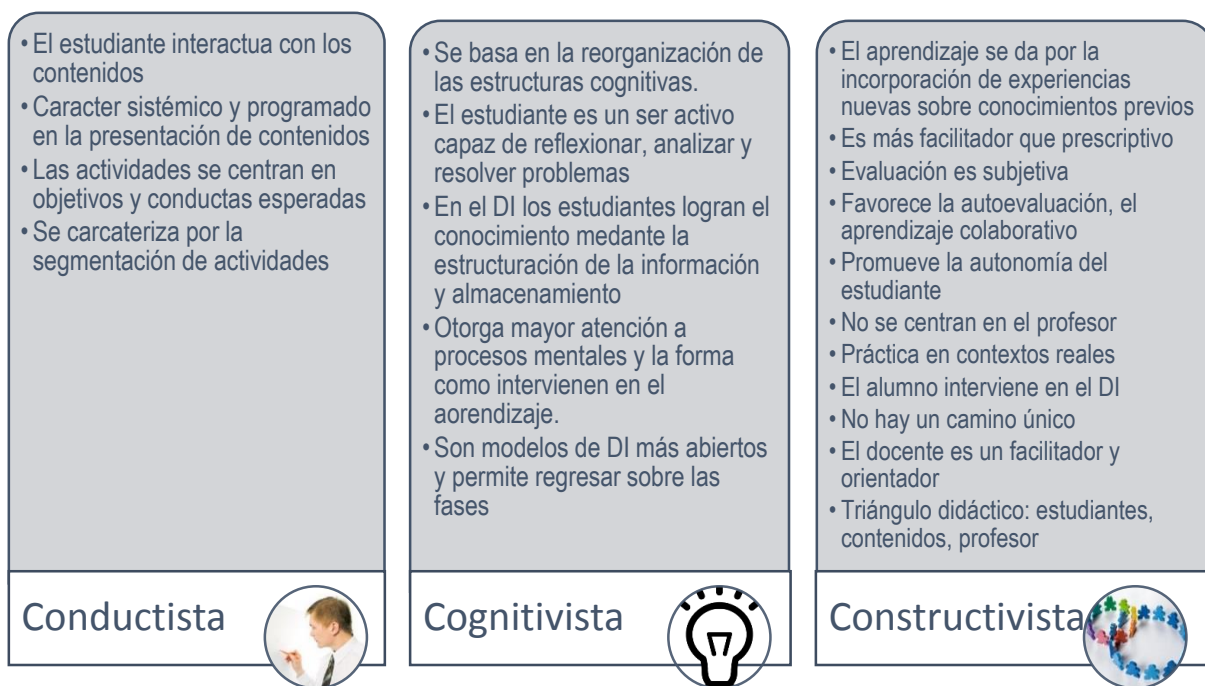 • El estudiante interactua con los
contenidos
• Caracter sistémico y programado
en la presentación de contenidos
• Las actividades se centran en
objetivos y conductas esperadas
• Se carcateriza por la
segmentación de actividades
Conductista
• Se basa en la reorganización de
las estructuras cognitivas.
• El estudiante es un ser activo
capaz de reflexionar, analizar y
resolver problemas
• En el DI los estudiantes logran el
conocimiento medante la
estructuración de la información
y almacenamiento
• Otorga mayor atención a
procesos mentales y la forma
como intervienen en el
aorendizaje.
• Son modelos de DI más abiertos
y permite regresar sobre las
fases
Cognitivista
• El aprendizaje se da por la
incorporación de experiencias
nuevas sobre conocimientos previos
• Es más facilitador que prescriptivo
• Evaluación es subjetiva
• Favorece la autoevaluación, el
aprendizaje colaborativo
• Promueve la autonomía del
estudiante
• No se centran en el profesor
• Práctica en contextos reales
• El alumno interviene en el DI
• No hay un camino único
• El docente es un facilitador y
orientador
• Triángulo didáctico: estudiantes,
contenidos, profesor
Constructivista